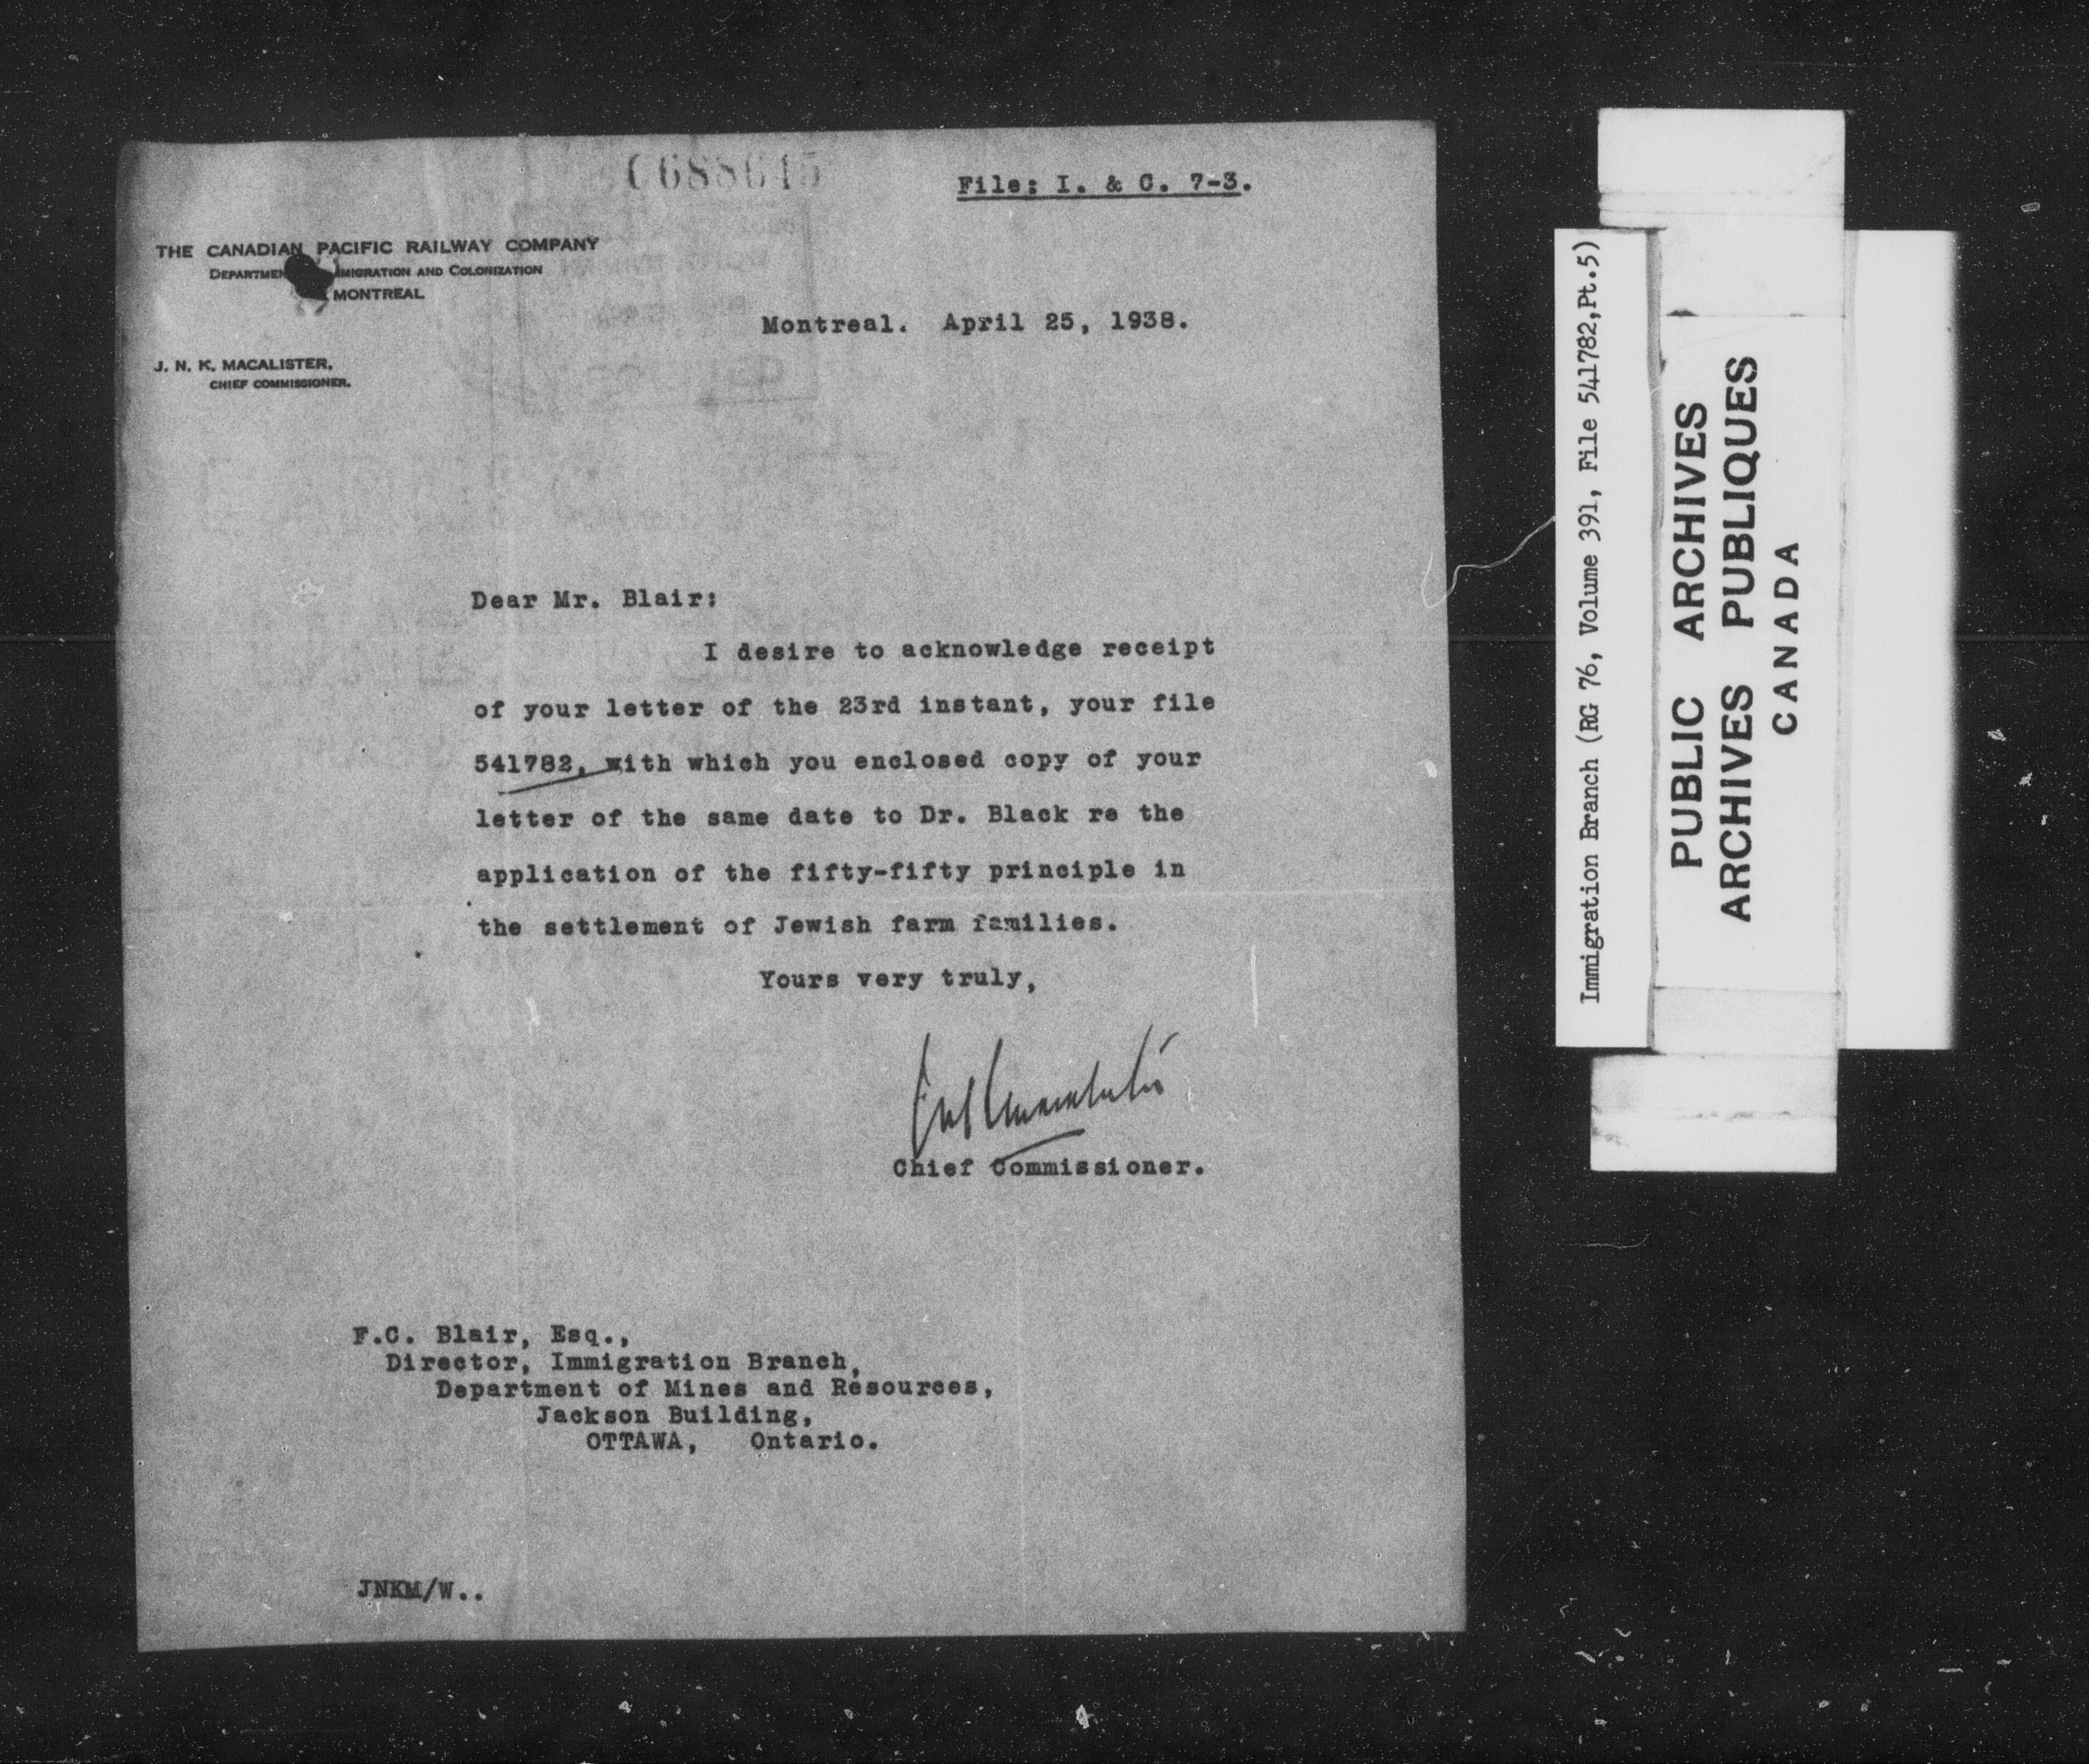 C688645
File: I. & C. 7-3.
THE CANADIAN PACIFIC RAILWAY COMPANY
DEPARTMEN MIGRATION AND COLONIZATION
MONTREAL
Montreal. April 25, 1938.
J. N. K. MACALISTER,
CHIEF COMMISSIONER.
Dear Mr. Blair:
I desire to acknowledge receipt
of your letter of the 23rd instant, your file
541782, with which you enclosed copy of your
letter of the same date to Dr. Black re the
application of the fifty-fifty principle in
the settlement of Jewish farm families.
Yours very truly,
Chief Commissioner.
F.C. Blair, Esq.,
Director, Immigration Branch,
Department of Mines and Resources,
Jackson Building,
OTTAWA, Ontario.
JNKM/W..
Immigration Branch (RG 76, Volume 391, File 541782,Pt.5)
PUBLIC ARCHIVES
ARCHIVES PUBLIQUES
CANADA